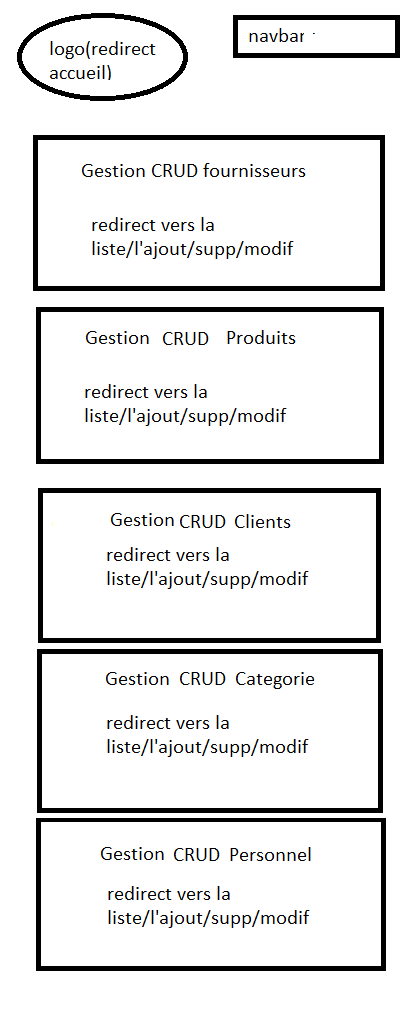 logo(redirect
accueil)
navbar
Gestion CRUD fournisseurs
redirect vers la
liste/l'ajout/supp/modif
Gestion CRUD Produits
redirect vers la
liste/l'ajout/supp/modif
Gestion CRUD Clients
redirect vers la
liste/l'ajout/supp/modif
Gestion CRUD Categorie
redirect vers la
liste/l'ajout/supp/modif
Gestion CRUD Personnel
redirect vers la
liste/l'ajout/supp/modif